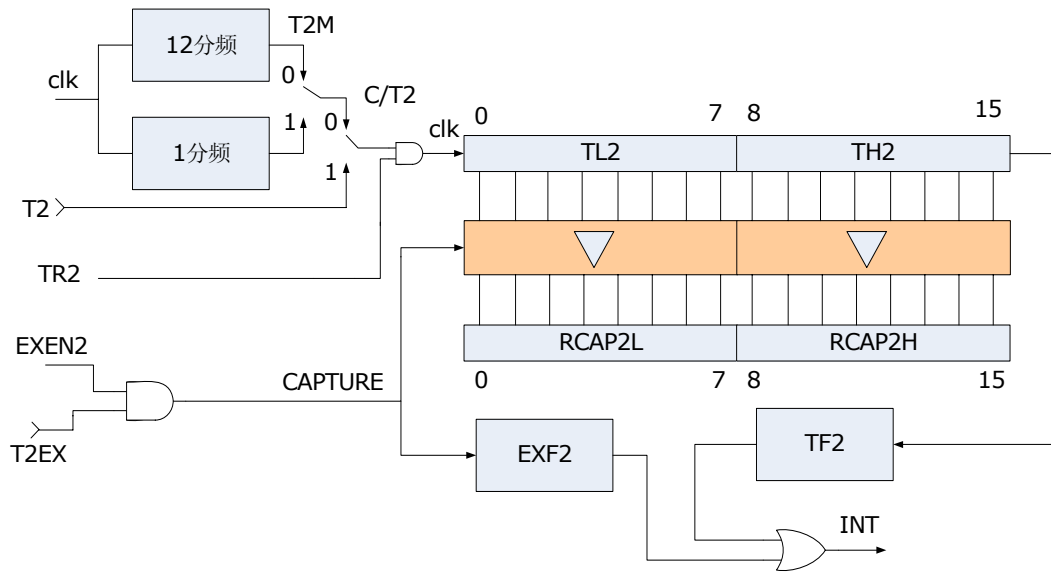 T2M
12分频
0
clk
C/T2
1
0
clk
0
7
8
15
1分频
TL2
TH2
1
T2
TR2
EXEN2
RCAP2L
RCAP2H
CAPTURE
0
7
8
15
T2EX
EXF2
TF2
INT